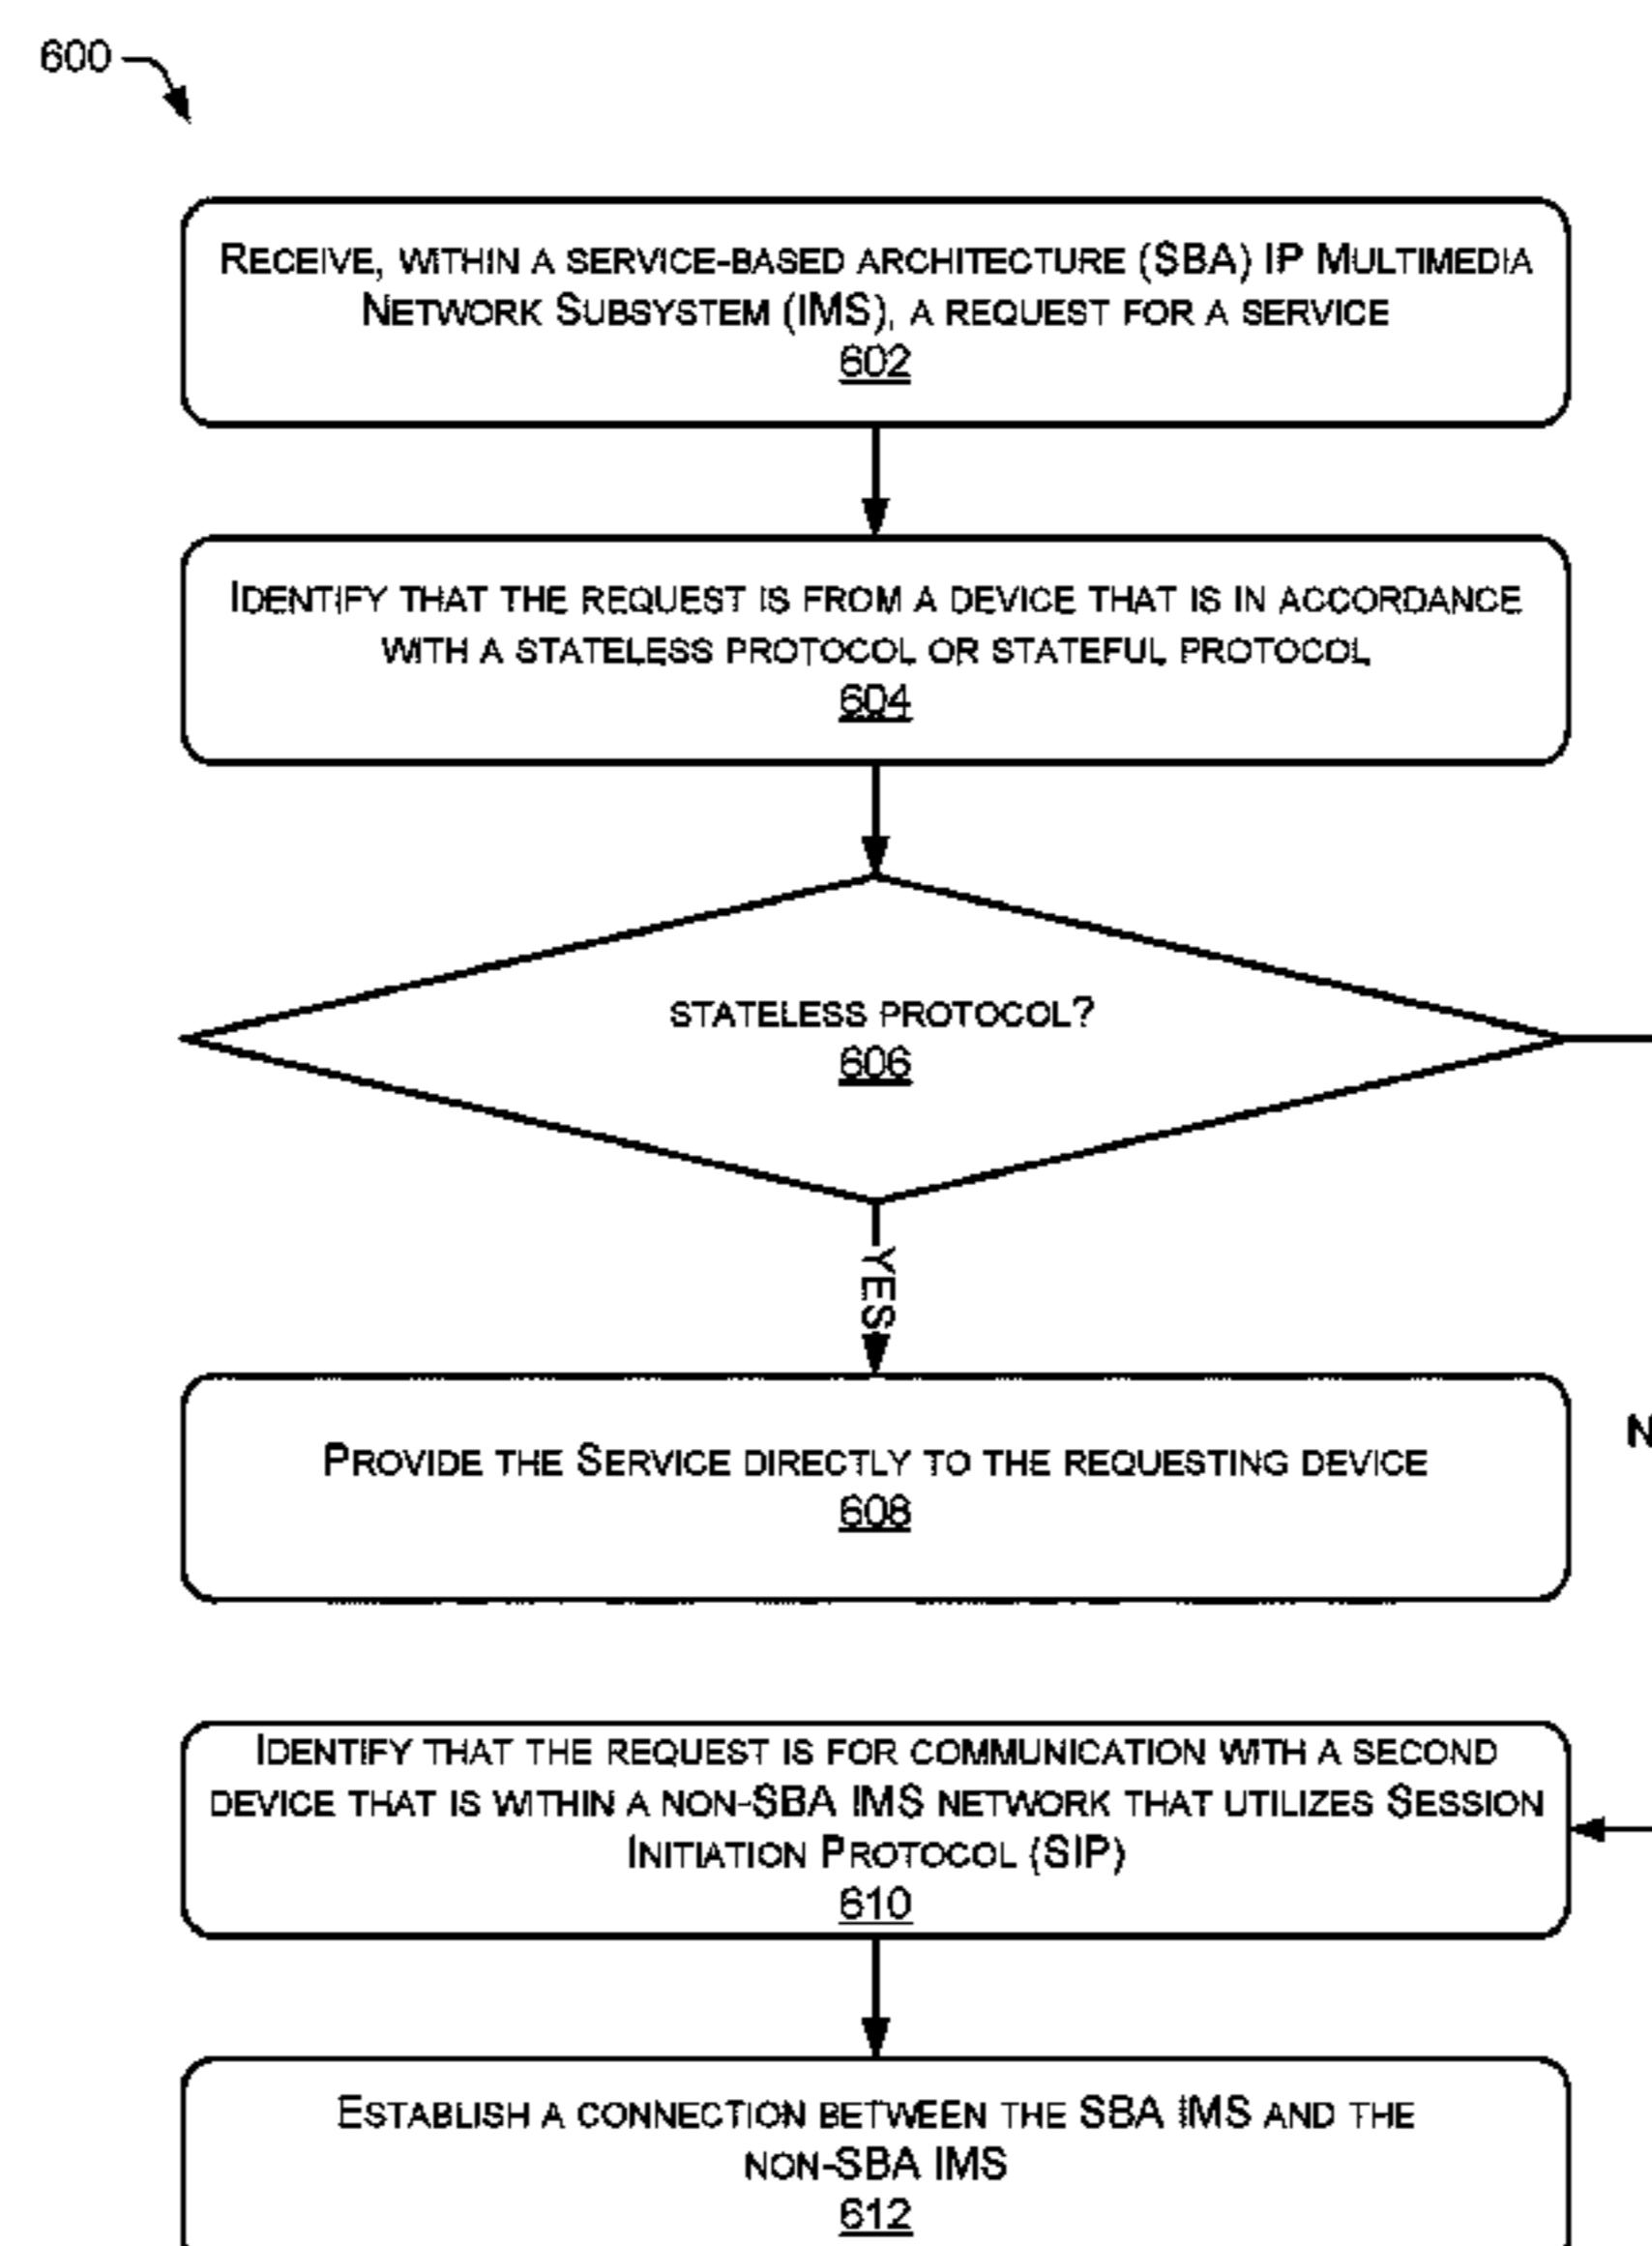 600
RECEIVE, WITHIN A SERVICE-BASED ARCHITECTURE (SBA) IP MULTIMEDIA
NETWORK SUBSYSTEM (IMS), A REQUEST FOR A SERVICE
602
IDENTIFY THAT THE REQUEST IS FROM A DEVICE THAT IS IN ACCORDANCE
WITH A STATELESS PROTOCOL OR STATEFUL PROTOCOL
604
STATELESS PROTOCOL?
606
YES
PROVIDE THE SERVICE DIRECTLY TO THE REQUESTING DEVICE
608
IDENTIFY THAT THE REQUEST IS FOR COMMUNICATION WITH A SECOND
DEVICE THAT IS WITHIN A NON-SBA IMS NETWORK THAT UTILIZES SESSION
INITIATION PROTOCOL (SIP)
610
ESTABLISH A CONNECTION BETWEEN THE SBA IMS AND THE
NON-SBA IMS
612